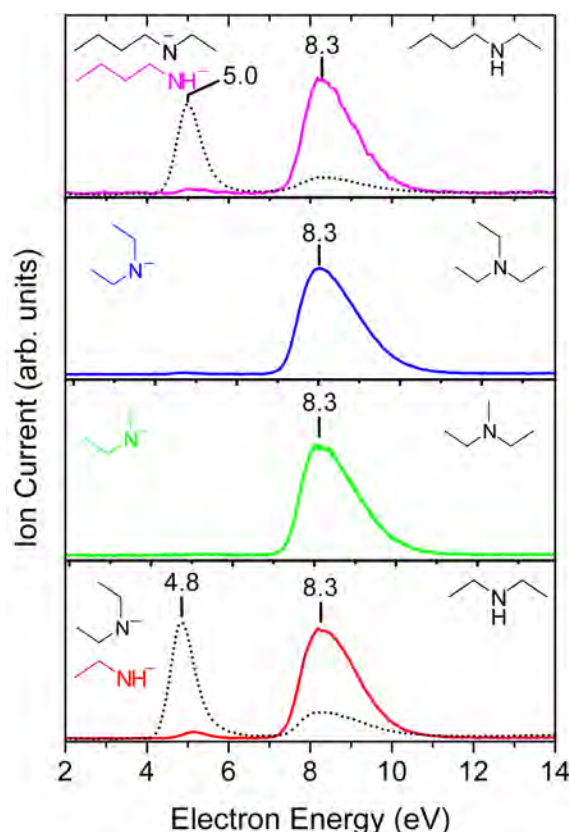 N⁻
8.3
N
H
NH⁻
5.0
8.3
N⁻
N
8.3
N⁻
N
4.8
8.3
N⁻
N
H
NH⁻
2 4 6 8 10 12 14
Electron Energy (eV)
Ion Current (arb. units)